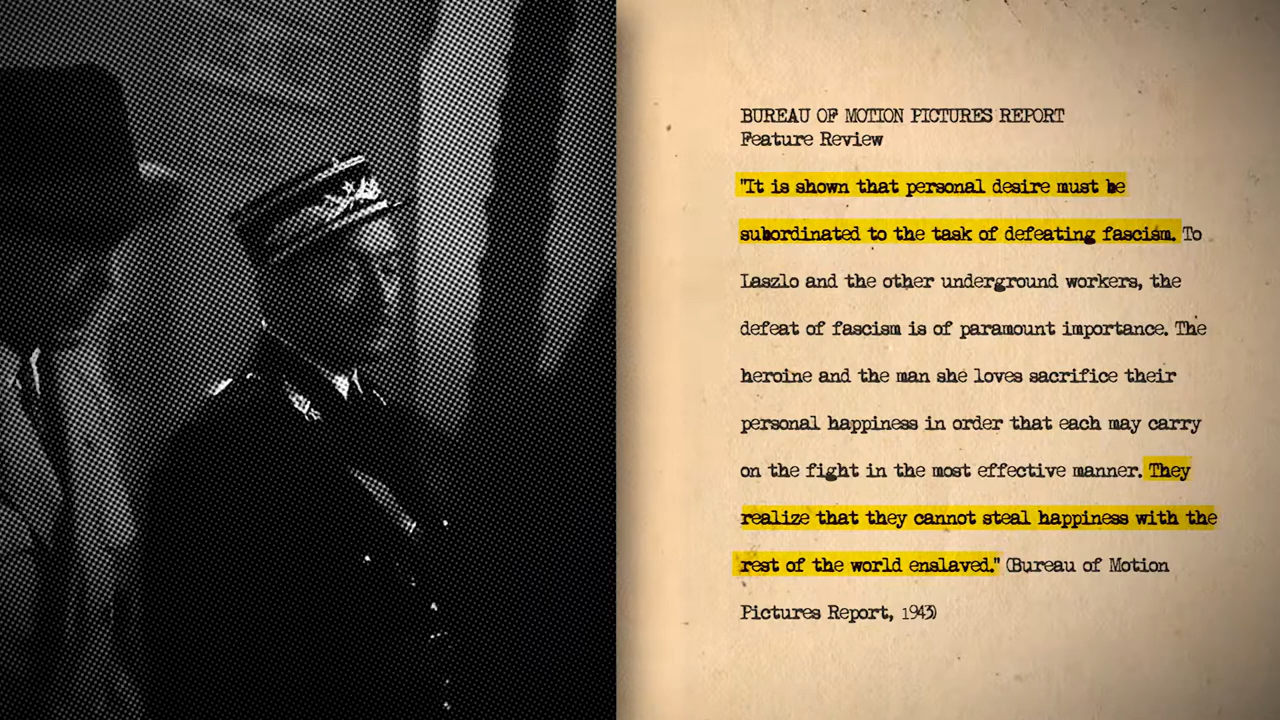 BUREAU OF MOTION PICTURES REPORT
Feature Review
"It is shown that personal desire must be
subordinated to the task of defeating fascism. To
Laszlo and the other underground workers, the
defeat of fascism is of paramount importance. The
heroine and the man she loves sacrifice their
personal happiness in order that each may carry
on the fight in the most effective manner. They
realize that they cannot steal happiness with the
rest of the world enslaved." (Bureau of Motion
Pictures Report, 1943)